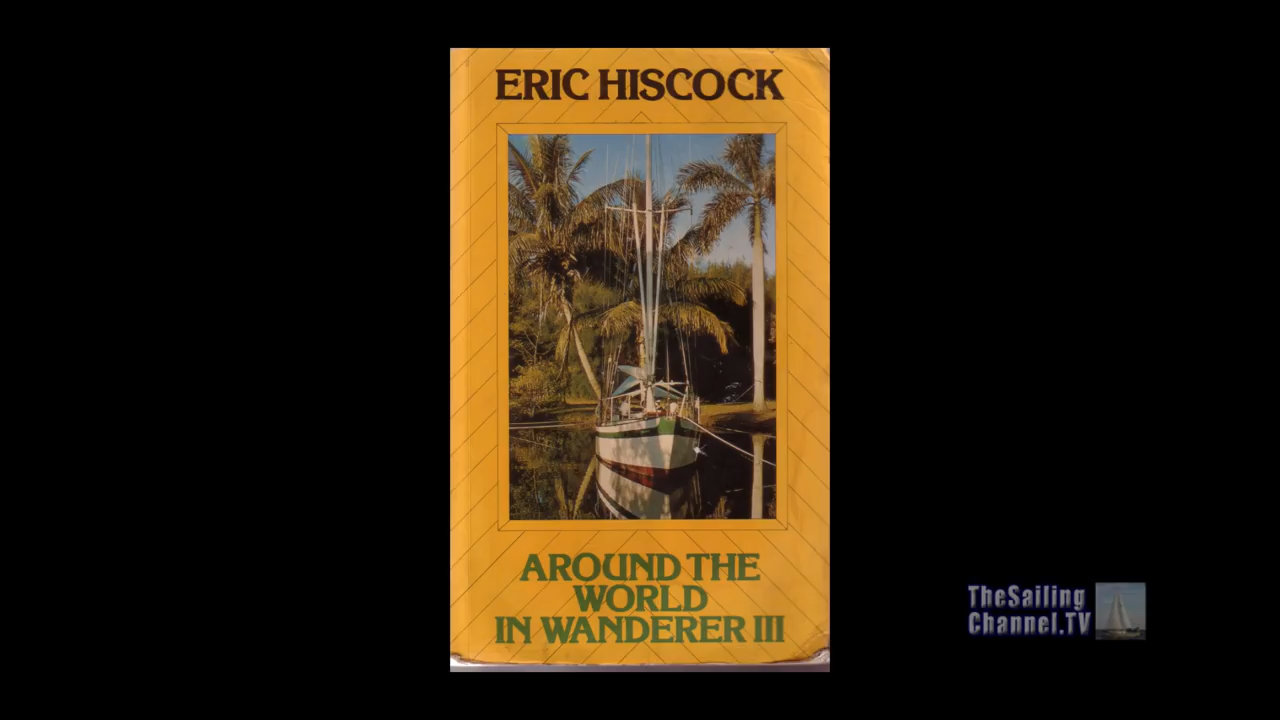 ERIC HISCOCK
AROUND THE
WORLD
IN WANDERER III
TheSailing
Channel.TV